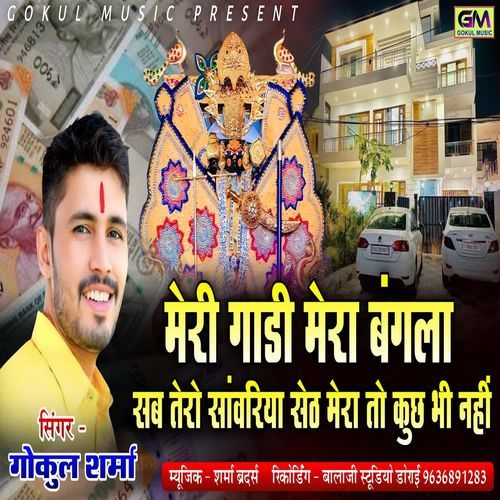 GOKUL MUSIC PRESENT
GM
GOKUL MUSIC
मेरी गाडी मेरा बंगला
सब तेरो सांवरिया सेठ मेरा तो कुछ भी नहीं
सिंगर -
गोकुल शर्मा
म्यूजिक - शर्मा ब्रदर्स रिकोर्डिंग - बालाजी स्टूडियो डोराई 9636891283